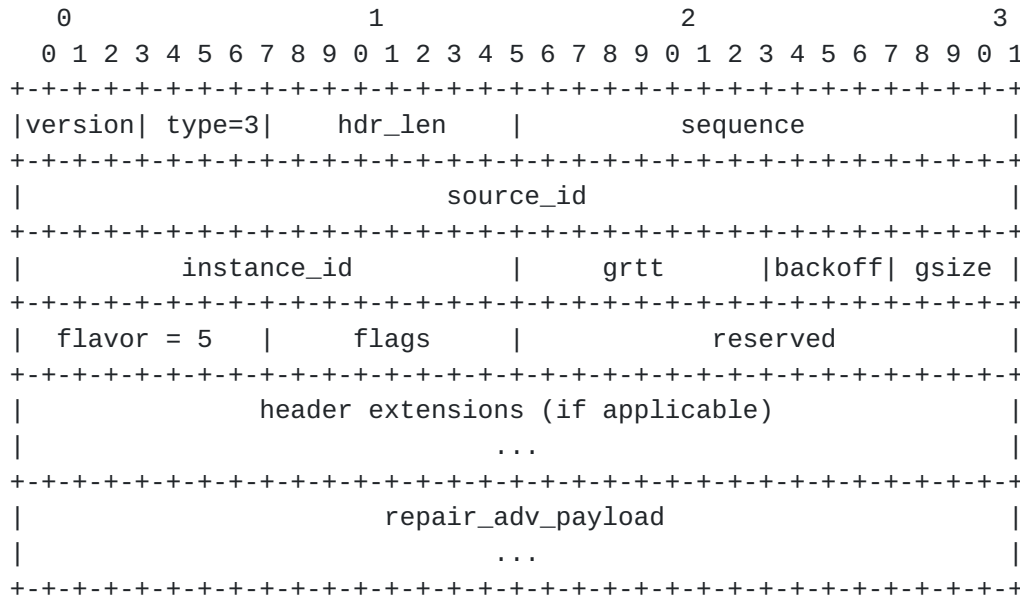 0                   1                   2                   3
 0 1 2 3 4 5 6 7 8 9 0 1 2 3 4 5 6 7 8 9 0 1 2 3 4 5 6 7 8 9 0 1
+-+-+-+-+-+-+-+-+-+-+-+-+-+-+-+-+-+-+-+-+-+-+-+-+-+-+-+-+-+-+-+-+
|version| type=3|    hdr_len    |          sequence             |
+-+-+-+-+-+-+-+-+-+-+-+-+-+-+-+-+-+-+-+-+-+-+-+-+-+-+-+-+-+-+-+-+
|                           source_id                           |
+-+-+-+-+-+-+-+-+-+-+-+-+-+-+-+-+-+-+-+-+-+-+-+-+-+-+-+-+-+-+-+-+
|          instance_id          |     grtt      |backoff| gsize |
+-+-+-+-+-+-+-+-+-+-+-+-+-+-+-+-+-+-+-+-+-+-+-+-+-+-+-+-+-+-+-+-+
|  flavor = 5   |     flags     |            reserved           |
+-+-+-+-+-+-+-+-+-+-+-+-+-+-+-+-+-+-+-+-+-+-+-+-+-+-+-+-+-+-+-+-+
|               header extensions (if applicable)               |
|                              ...                              |
+-+-+-+-+-+-+-+-+-+-+-+-+-+-+-+-+-+-+-+-+-+-+-+-+-+-+-+-+-+-+-+-+
|                       repair_adv_payload                      |
|                              ...                              |
+-+-+-+-+-+-+-+-+-+-+-+-+-+-+-+-+-+-+-+-+-+-+-+-+-+-+-+-+-+-+-+-+